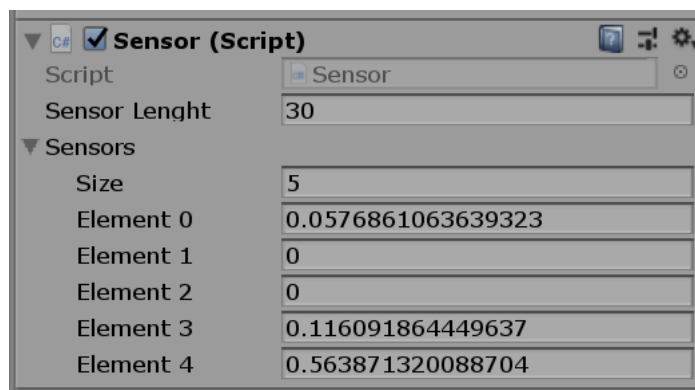 C# Sensor (Script)
Script Sensor
Sensor Lenght 30
Sensors
Size 5
Element 0 0.0576861063639323
Element 1 0
Element 2 0
Element 3 0.116091864449637
Element 4 0.563871320088704